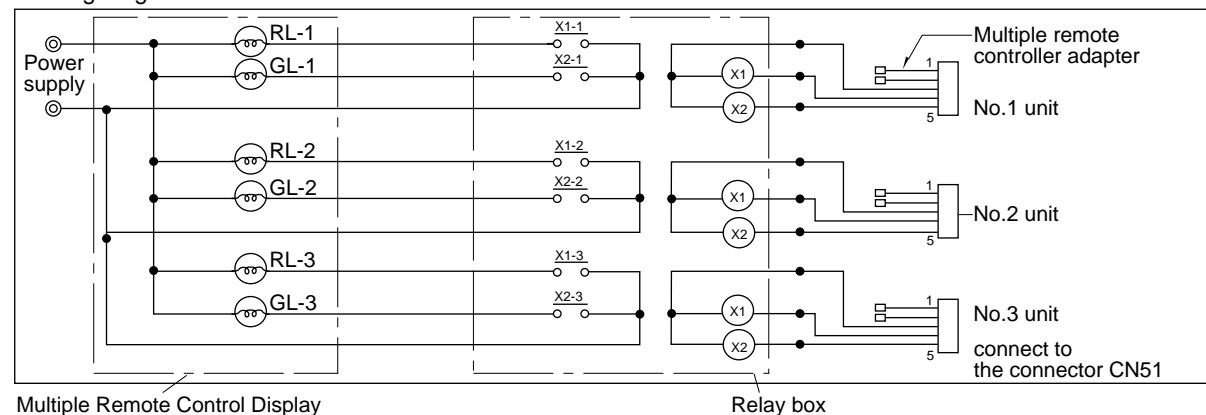 RL-1
X1-1
Multiple remote
controller adapter
Power
supply
GL-1
X2-1
X1
1
X2
5
No.1 unit
RL-2
X1-2
GL-2
X2-2
X1
1
No.2 unit
X2
5
RL-3
X1-3
GL-3
X2-3
X1
1
No.3 unit
X2
5
connect to
the connector CN51
Multiple Remote Control Display
Relay box